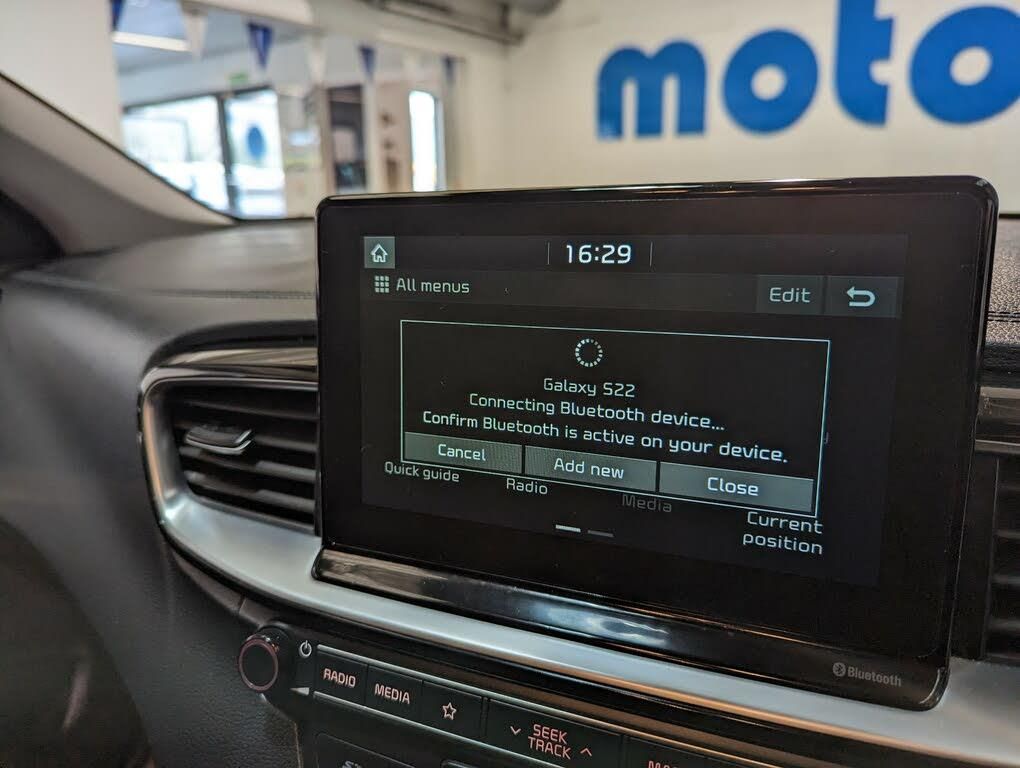 moto
16:29
All menus
Edit
Galaxy S22
Connecting Bluetooth device...
Confirm Bluetooth is active on your device.
Cancel
Add new
Close
Quick guide
Radio
Media
Current
position
Bluetooth
RADIO
MEDIA
SEEK
TRACK